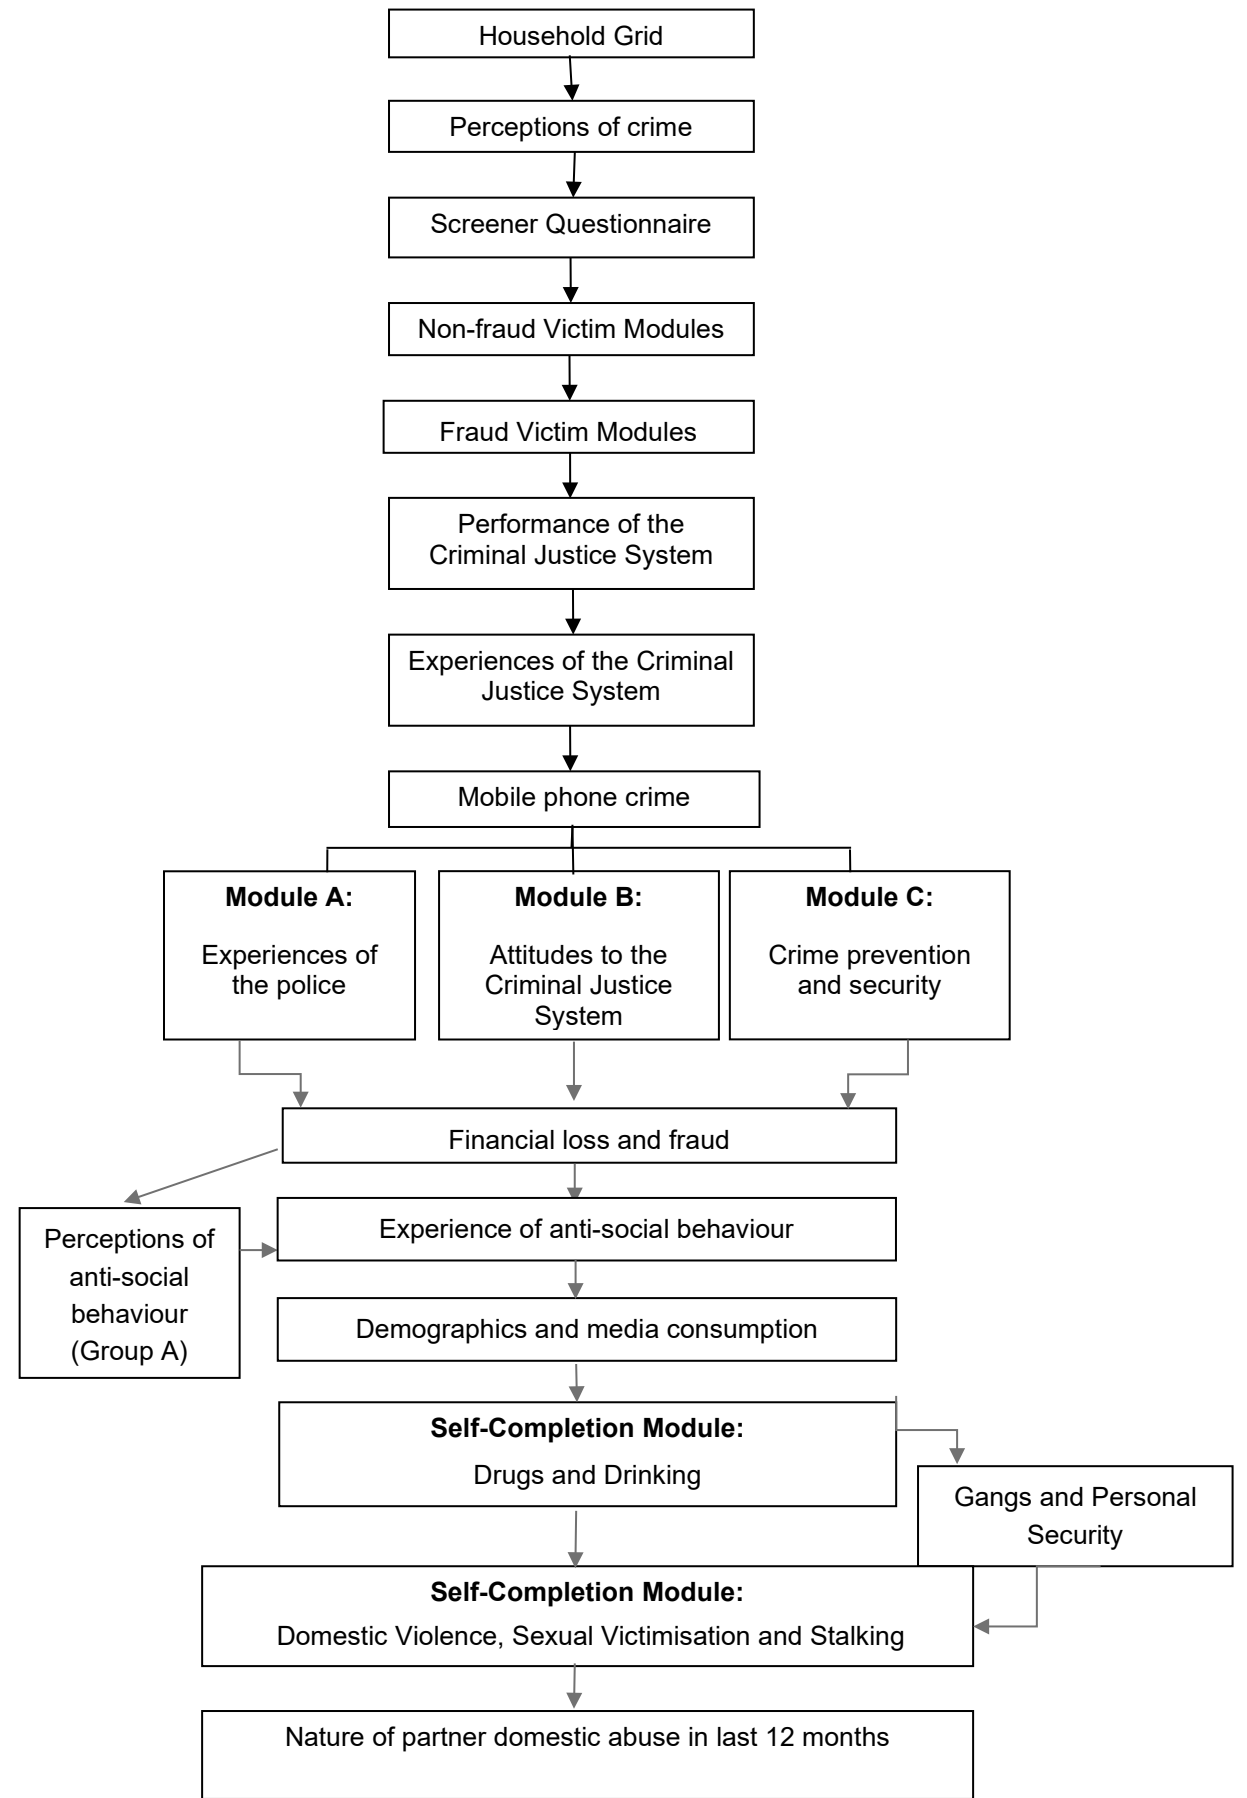 Household Grid
Perceptions of crime
Screener Questionnaire
Non-fraud Victim Modules
Fraud Victim Modules
Performance of the
Criminal Justice System
Experiences of the Criminal
Justice System
Mobile phone crime
Module A:
Experiences of
the police
Module B:
Attitudes to the
Criminal Justice
System
Module C:
Crime prevention
and security
Financial loss and fraud
Perceptions of
anti-social
behaviour
(Group A)
Experience of anti-social behaviour
Demographics and media consumption
Self-Completion Module:
Drugs and Drinking
Gangs and Personal
Security
Self-Completion Module:
Domestic Violence, Sexual Victimisation and Stalking
Nature of partner domestic abuse in last 12 months